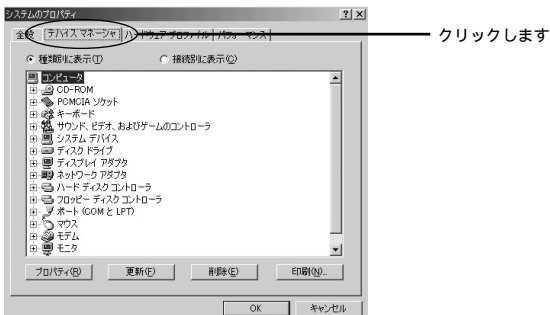 システムのプロパティ
全般 デバイス マネージャ ハードウェア プロファイル パフォーマンス
クリックします
種類別に表示(T) 接続別に表示(C)
コンピュータ
CD-ROM
PCMCIA ソケット
キーボード
サウンド、ビデオ、およびゲームのコントローラ
システム デバイス
ディスク ドライブ
ディスプレイ アダプタ
ネットワーク アダプタ
ハード ディスク コントローラ
フロッピー ディスク コントローラ
ポート (COM と LPT)
マウス
モデム
モニタ
プロパティ(R) 更新(F) 削除(E) 印刷(N)...
OK キャンセル